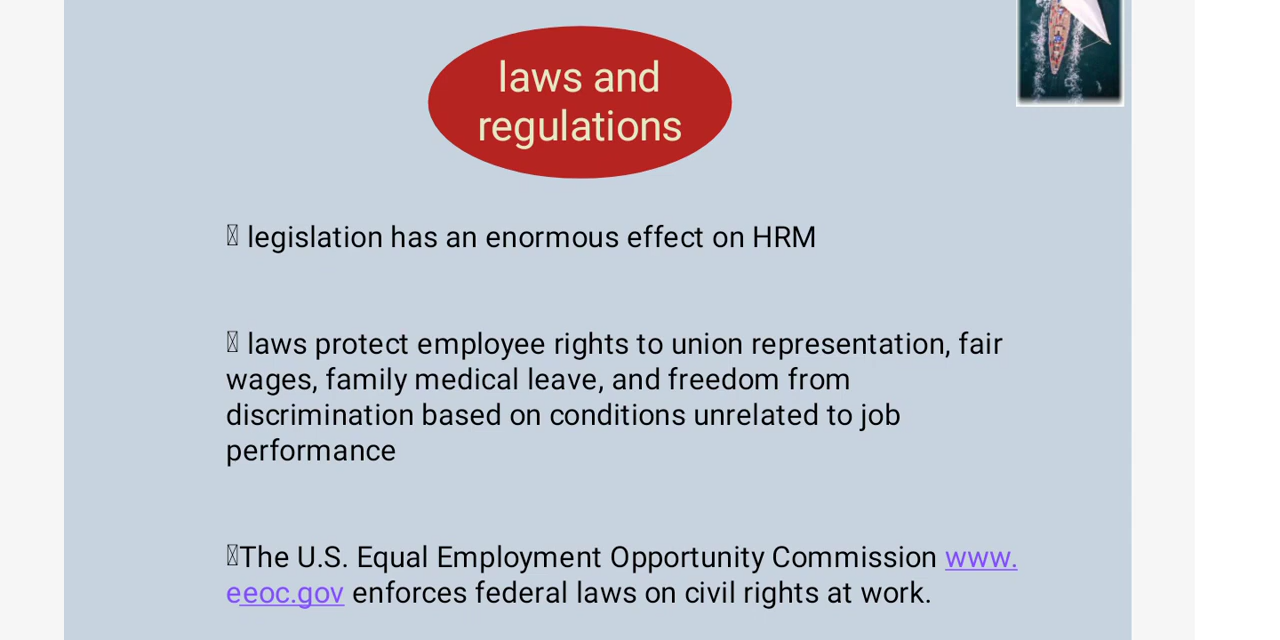 laws and
regulations
legislation has an enormous effect on HRM
laws protect employee rights to union representation, fair
wages, family medical leave, and freedom from
discrimination based on conditions unrelated to job
performance
The U.S. Equal Employment Opportunity Commission www.
eeoc.gov enforces federal laws on civil rights at work.